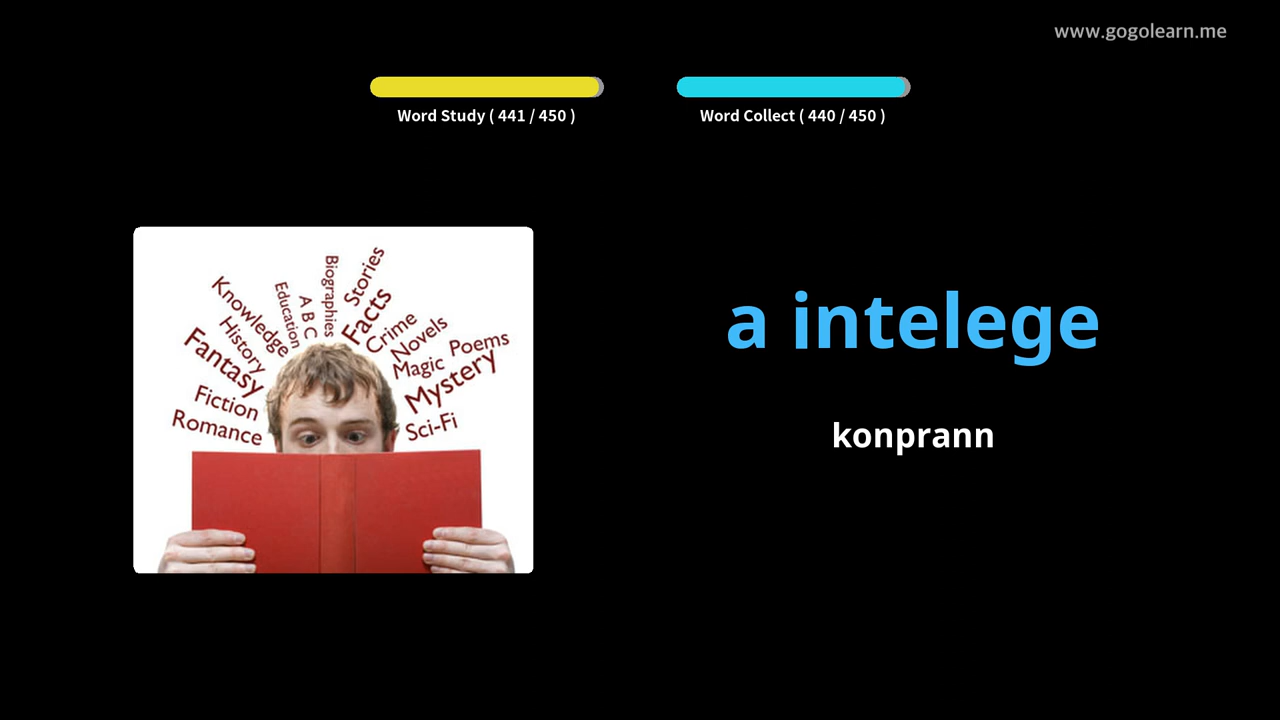 www.gogolearn.me
Word Study ( 441 / 450 )
Word Collect ( 440 / 450 )
Biographies
Stories
Education
A B C
Facts
Knowledge
History
Crime
Novels
Poems
Magic
Fantasy
Mystery
Fiction
Romance
Sci-Fi
a intelege
konprann